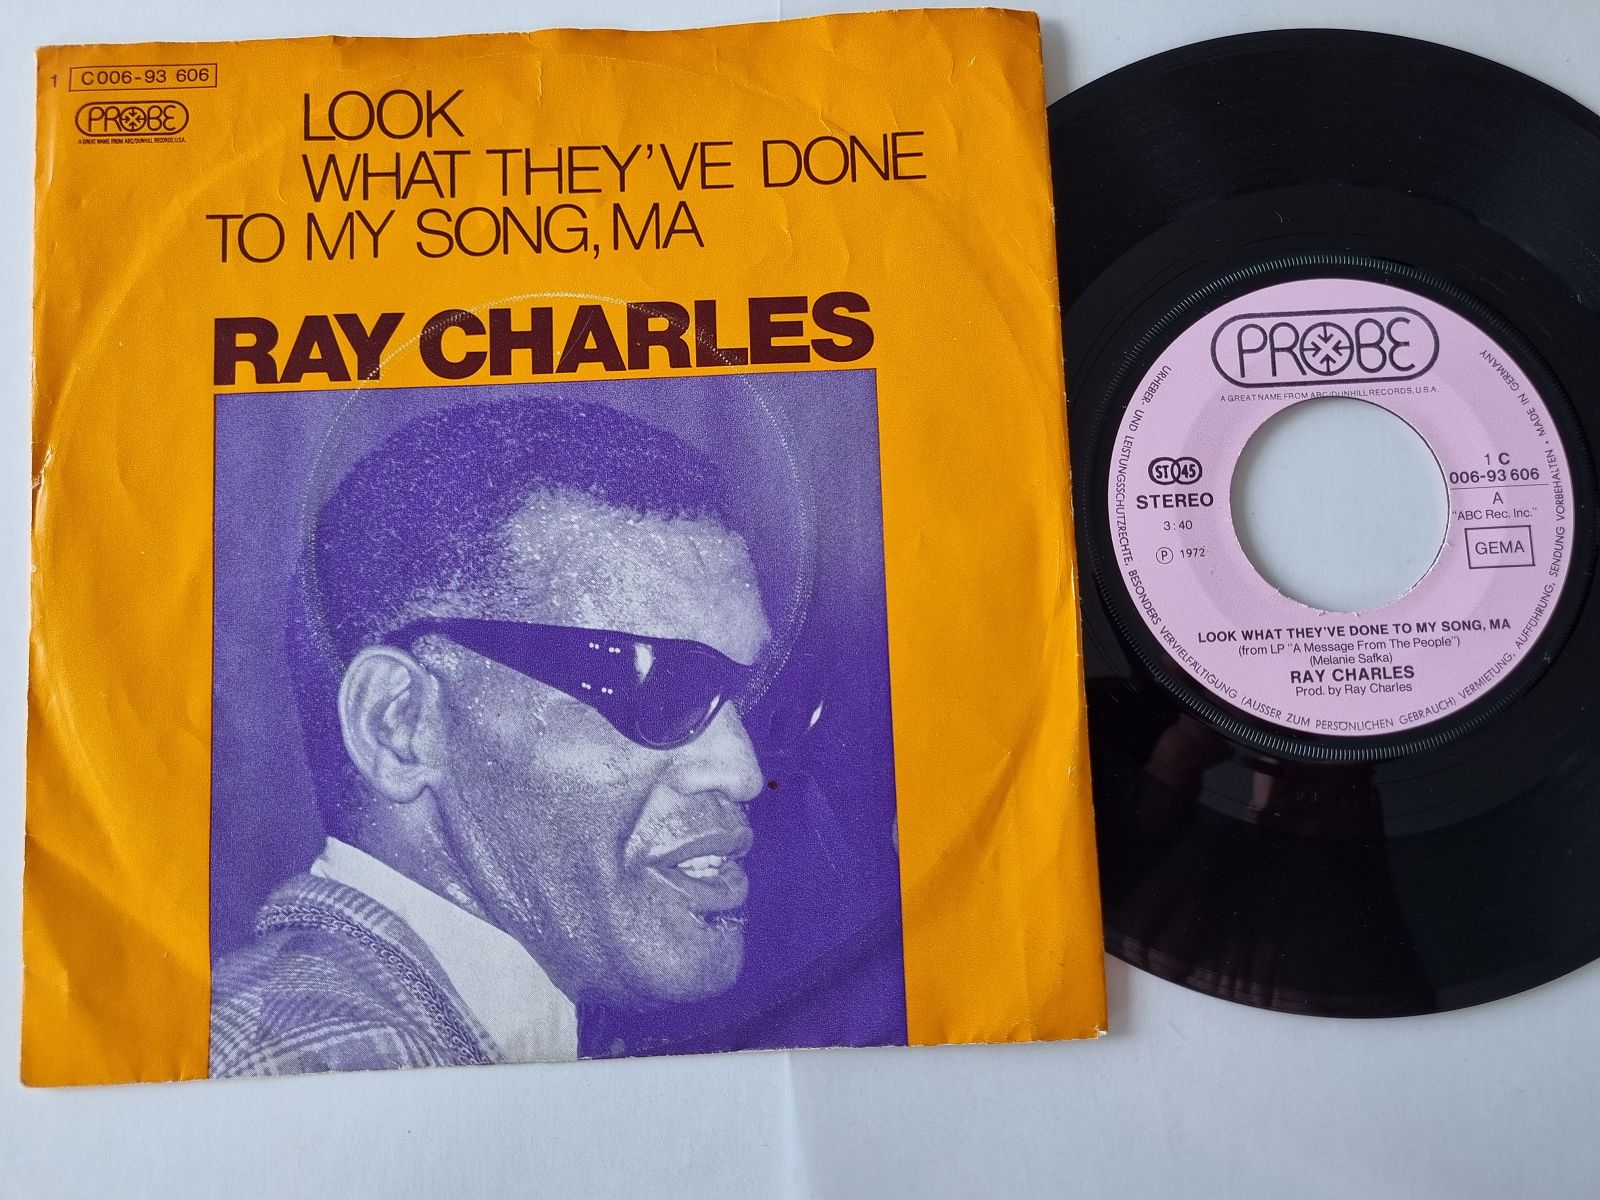 1 C006-93 606
PROBE
A GREAT NAME FROM ABC/DUNHILL RECORDS, U.S.A.
LOOK
WHAT THEY'VE DONE
TO MY SONG, MA
RAY CHARLES
PROBE
A GREAT NAME FROM ABC/DUNHILL RECORDS, U.S.A.
URHEBER- UND LEISTUNGSSCHUTZRECHTE, BESONDERS VERVIELFÄLTIGUNG (AUSSER ZUM PERSÖNLICHEN GEBRAUCH) VERMIETUNG, AUFFÜHRUNG, SENDUNG VORBEHALTEN • MADE IN GERMANY
ST 45
STEREO
3:40
Ⓟ 1972
1 C
006-93 606
A
"ABC Rec. Inc."
GEMA
LOOK WHAT THEY'VE DONE TO MY SONG, MA
(from LP "A Message From The People")
(Melanie Safka)
RAY CHARLES
Prod. by Ray Charles